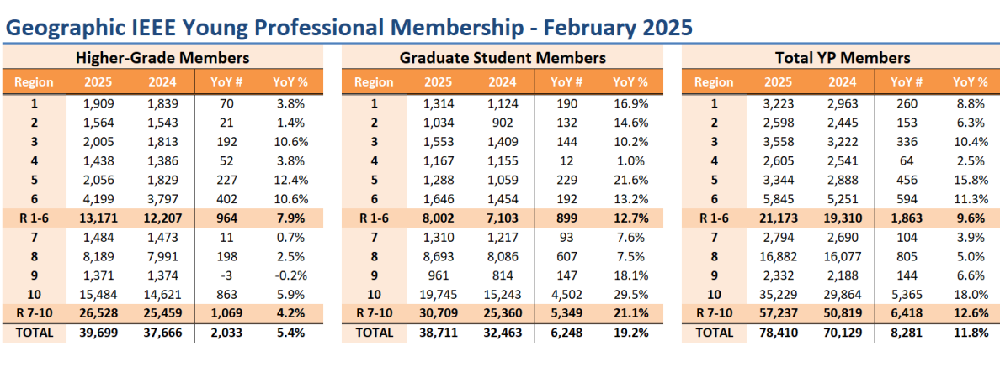 Geographic IEEE Young Professional Membership - February 2025
Higher-Grade Members Graduate Student Members Total YP Members
Region 2025 2024 YoY # YoY % Region 2025 2024 YoY # YoY % Region 2025 2024 YoY # YoY %
1 1,909 1,839 70 3.8% 1 1,314 1,124 190 16.9% 1 3,223 2,963 260 8.8%
2 1,564 1,543 21 1.4% 2 1,034 902 132 14.6% 2 2,598 2,445 153 6.3%
3 2,005 1,813 192 10.6% 3 1,553 1,409 144 10.2% 3 3,558 3,222 336 10.4%
4 1,438 1,386 52 3.8% 4 1,167 1,155 12 1.0% 4 2,605 2,541 64 2.5%
5 2,056 1,829 227 12.4% 5 1,288 1,059 229 21.6% 5 3,344 2,888 456 15.8%
6 4,199 3,797 402 10.6% 6 1,646 1,454 192 13.2% 6 5,845 5,251 594 11.3%
R 1-6 13,171 12,207 964 7.9% R 1-6 8,002 7,103 899 12.7% R 1-6 21,173 19,310 1,863 9.6%
7 1,484 1,473 11 0.7% 7 1,310 1,217 93 7.6% 7 2,794 2,690 104 3.9%
8 8,189 7,991 198 2.5% 8 8,693 8,086 607 7.5% 8 16,882 16,077 805 5.0%
9 1,371 1,374 -3 -0.2% 9 961 814 147 18.1% 9 2,332 2,188 144 6.6%
10 15,484 14,621 863 5.9% 10 19,745 15,243 4,502 29.5% 10 35,229 29,864 5,365 18.0%
R 7-10 26,528 25,459 1,069 4.2% R 7-10 30,709 25,360 5,349 21.1% R 7-10 57,237 50,819 6,418 12.6%
TOTAL 39,699 37,666 2,033 5.4% TOTAL 38,711 32,463 6,248 19.2% TOTAL 78,410 70,129 8,281 11.8%